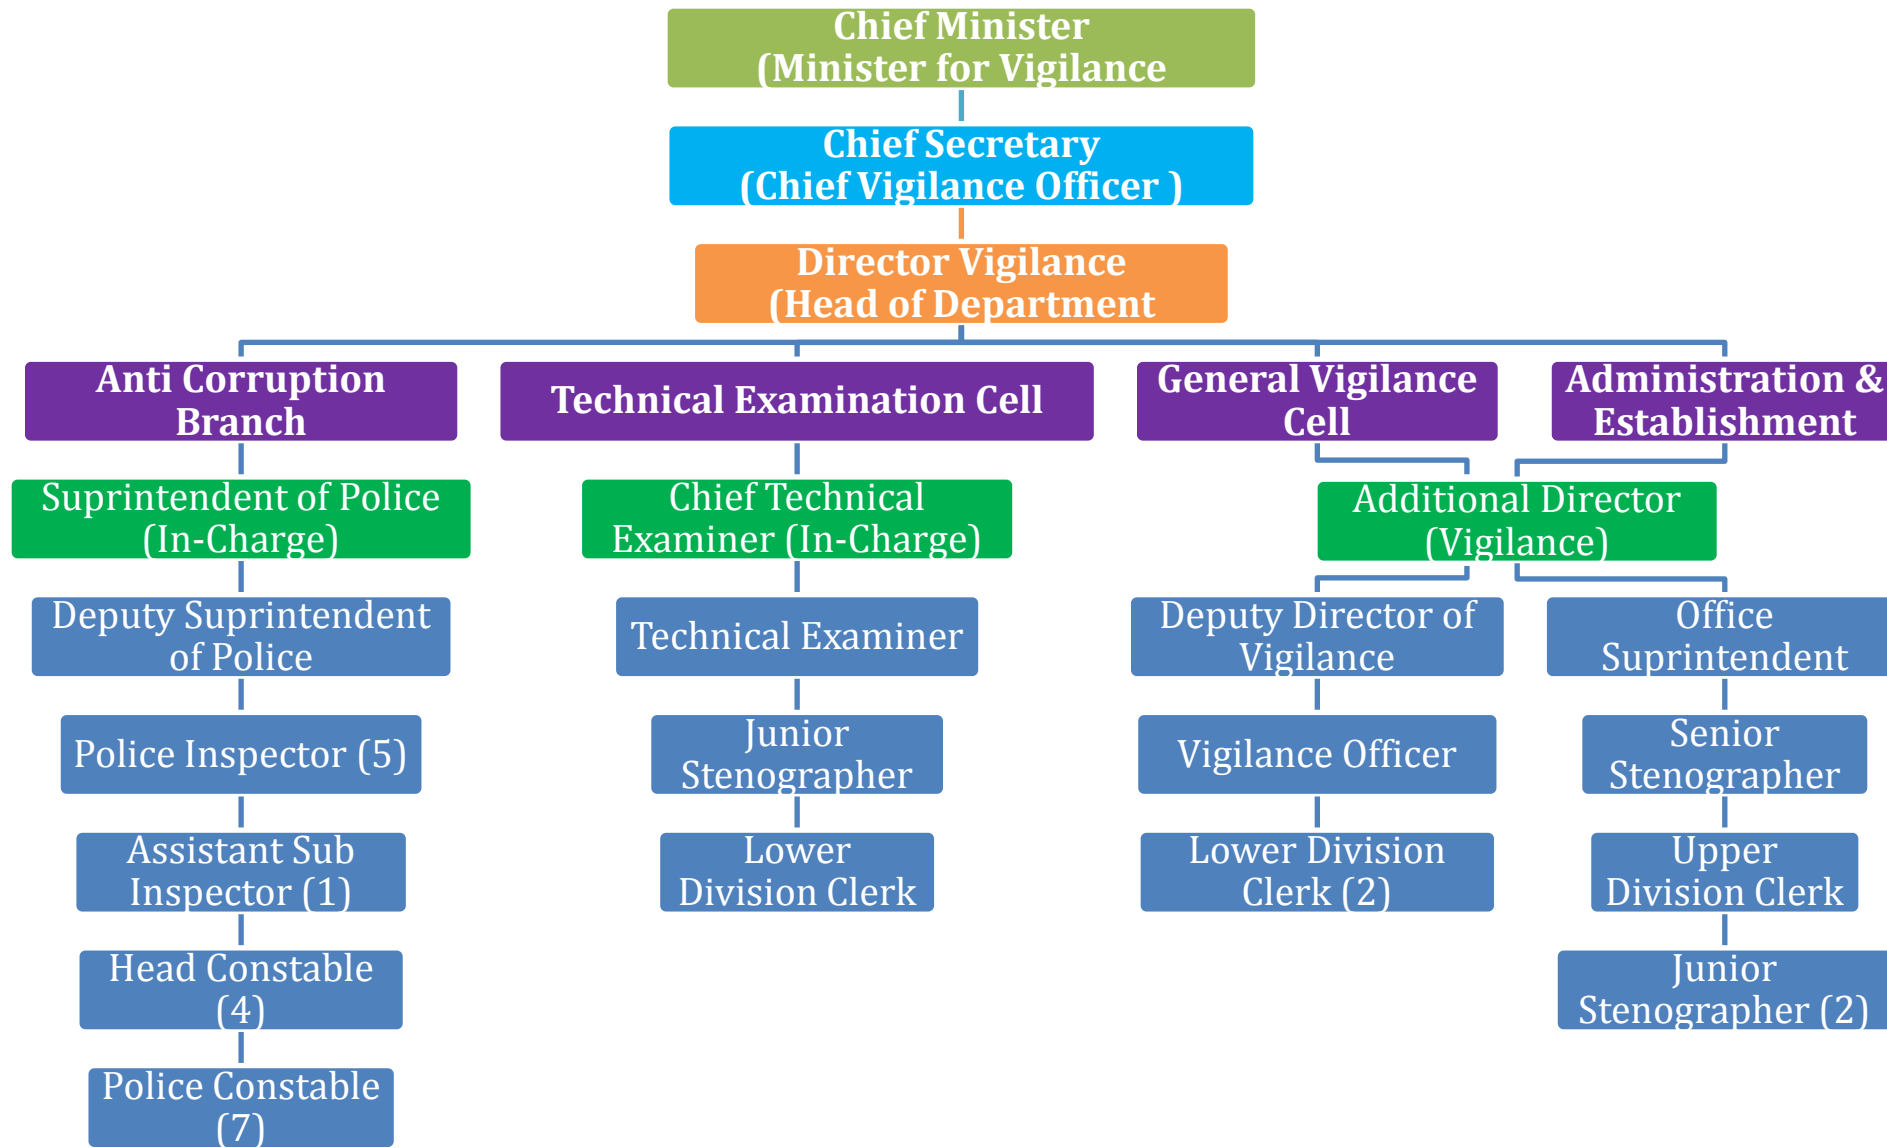 Chief Minister
(Minister for Vigilance
Chief Secretary
(Chief Vigilance Officer )
Director Vigilance
(Head of Department
Anti Corruption
Branch
Technical Examination Cell
General Vigilance
Cell
Administration &
Establishment
Suprintendent of Police
(In-Charge)
Chief Technical
Examiner (In-Charge)
Additional Director
(Vigilance)
Deputy Suprintendent
of Police
Technical Examiner
Deputy Director of
Vigilance
Office
Suprintendent
Police Inspector (5)
Junior
Stenographer
Vigilance Officer
Senior
Stenographer
Assistant Sub
Inspector (1)
Lower
Division Clerk
Lower Division
Clerk (2)
Upper
Division Clerk
Head Constable
(4)
Junior
Stenographer (2)
Police Constable
(7)